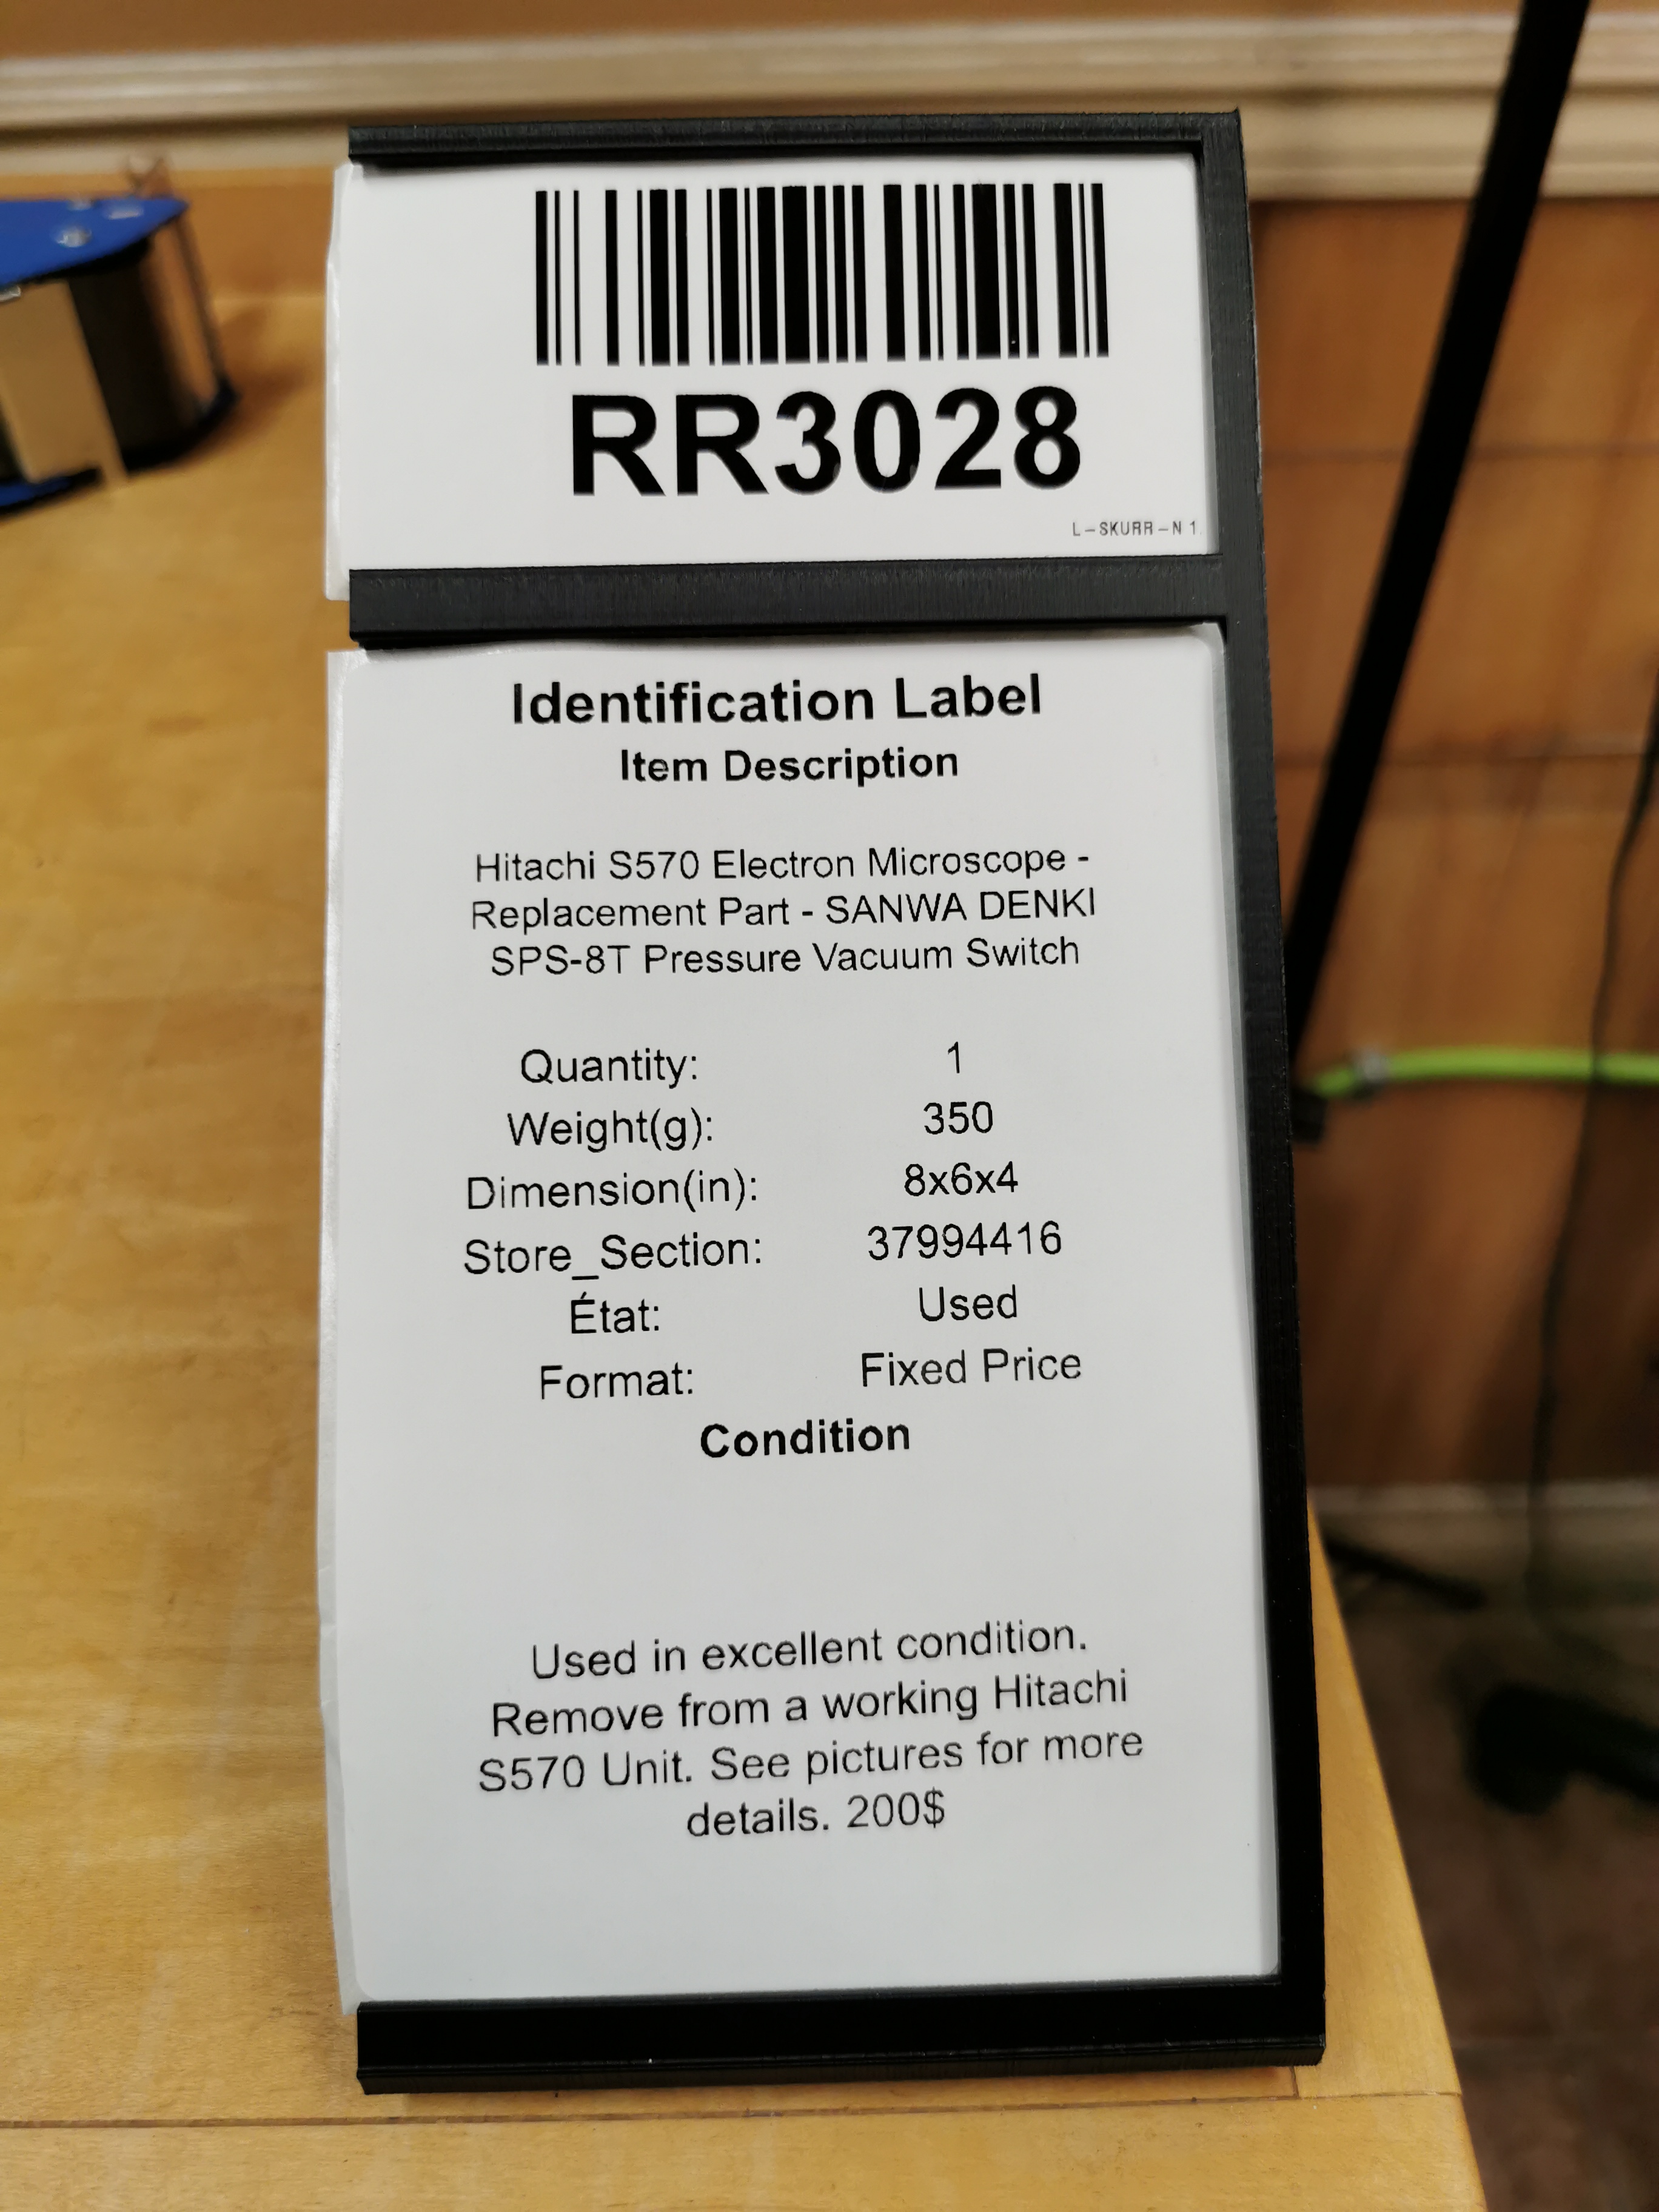 RR3028
L-SKURR-N 1
Identification Label
Item Description
Hitachi S570 Electron Microscope -
Replacement Part - SANWA DENKI
SPS-8T Pressure Vacuum Switch
Quantity: 1
Weight(g): 350
Dimension(in): 8x6x4
Store_Section: 37994416
État: Used
Format: Fixed Price
Condition
Used in excellent condition.
Remove from a working Hitachi
S570 Unit. See pictures for more
details. 200$